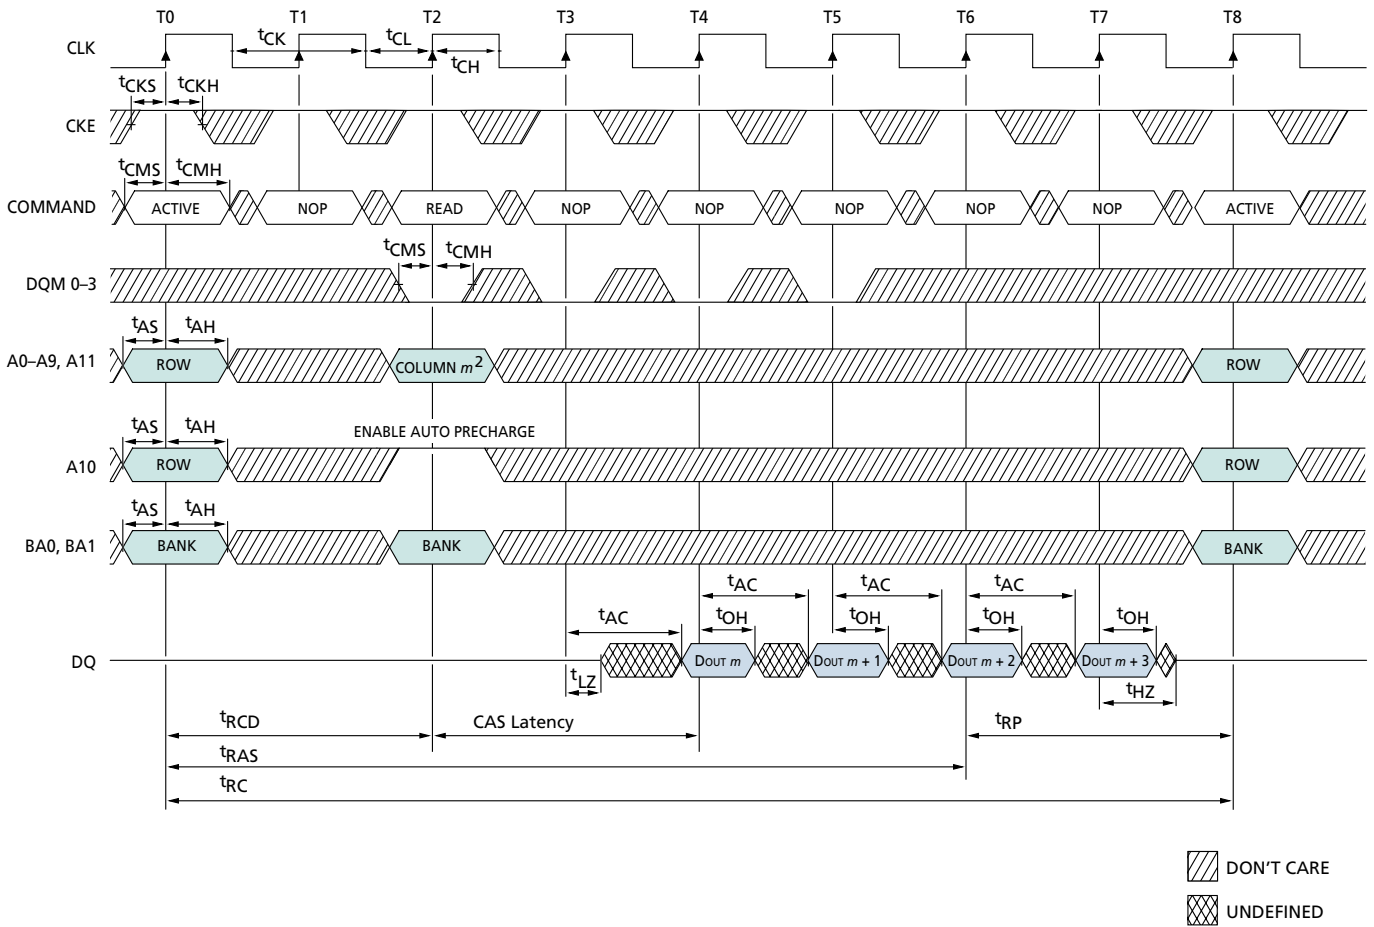 T0 T1 T2 T3 T4 T5 T6 T7 T8
CLK tCK tCL tCH
tCKS tCKH
CKE
tCMS tCMH
COMMAND ACTIVE NOP READ NOP NOP NOP NOP NOP ACTIVE
tCMS tCMH
DQM 0–3
tAS tAH
A0–A9, A11 ROW COLUMN m2 ROW
tAS tAH ENABLE AUTO PRECHARGE
A10 ROW ROW
tAS tAH
BA0, BA1 BANK BANK BANK
tAC tAC tAC
tAC tOH tOH tOH tOH
DQ DOUT m DOUT m + 1 DOUT m + 2 DOUT m + 3
tLZ tHZ
tRCD CAS Latency tRP
tRAS
tRC
DON'T CARE
UNDEFINED